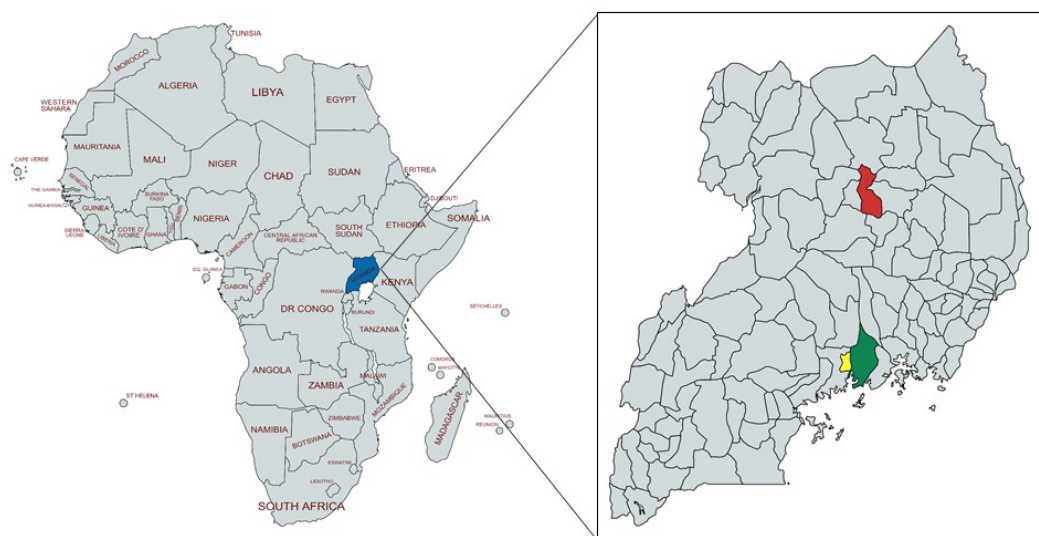 TUNISIA
MOROCCO
ALGERIA
LIBYA
EGYPT
WESTERN
SAHARA
MAURITANIA
MALI
NIGER
CHAD
SUDAN
ERITREA
CAPE VERDE
SENEGAL
THE GAMBIA
GUINEA-BISSAU
GUINEA
BURKINA
FASO
BENIN
NIGERIA
DJIBOUTI
SOMALIA
ETHIOPIA
SIERRA
LEONE
LIBERIA
COTE D'
IVOIRE
GHANA
CAMEROON
CENTRAL AFRICAN
REPUBLIC
SOUTH
SUDAN
EQ. GUINEA
GABON
CONGO
UGANDA
KENYA
RWANDA
DR CONGO
BURUNDI
TANZANIA
SEYCHELLES
COMOROS
MAYOTTE
ANGOLA
ZAMBIA
MALAWI
MOZAMBIQUE
ST HELENA
ZIMBABWE
MADAGASCAR
MAURITIUS
REUNION
NAMIBIA
BOTSWANA
ESWATINI
LESOTHO
SOUTH AFRICA